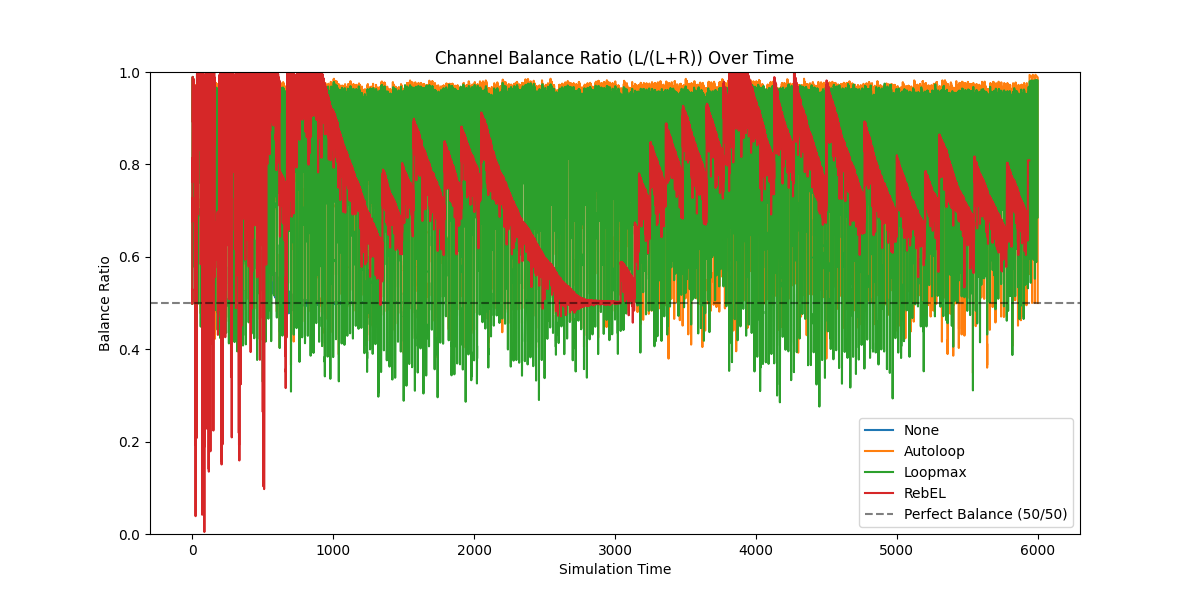 Channel Balance Ratio (L/(L+R)) Over Time
Balance Ratio
1.0
0.8
0.6
0.4
0.2
0.0
0
1000
2000
3000
4000
5000
6000
Simulation Time
None
Autoloop
Loopmax
RebEL
Perfect Balance (50/50)